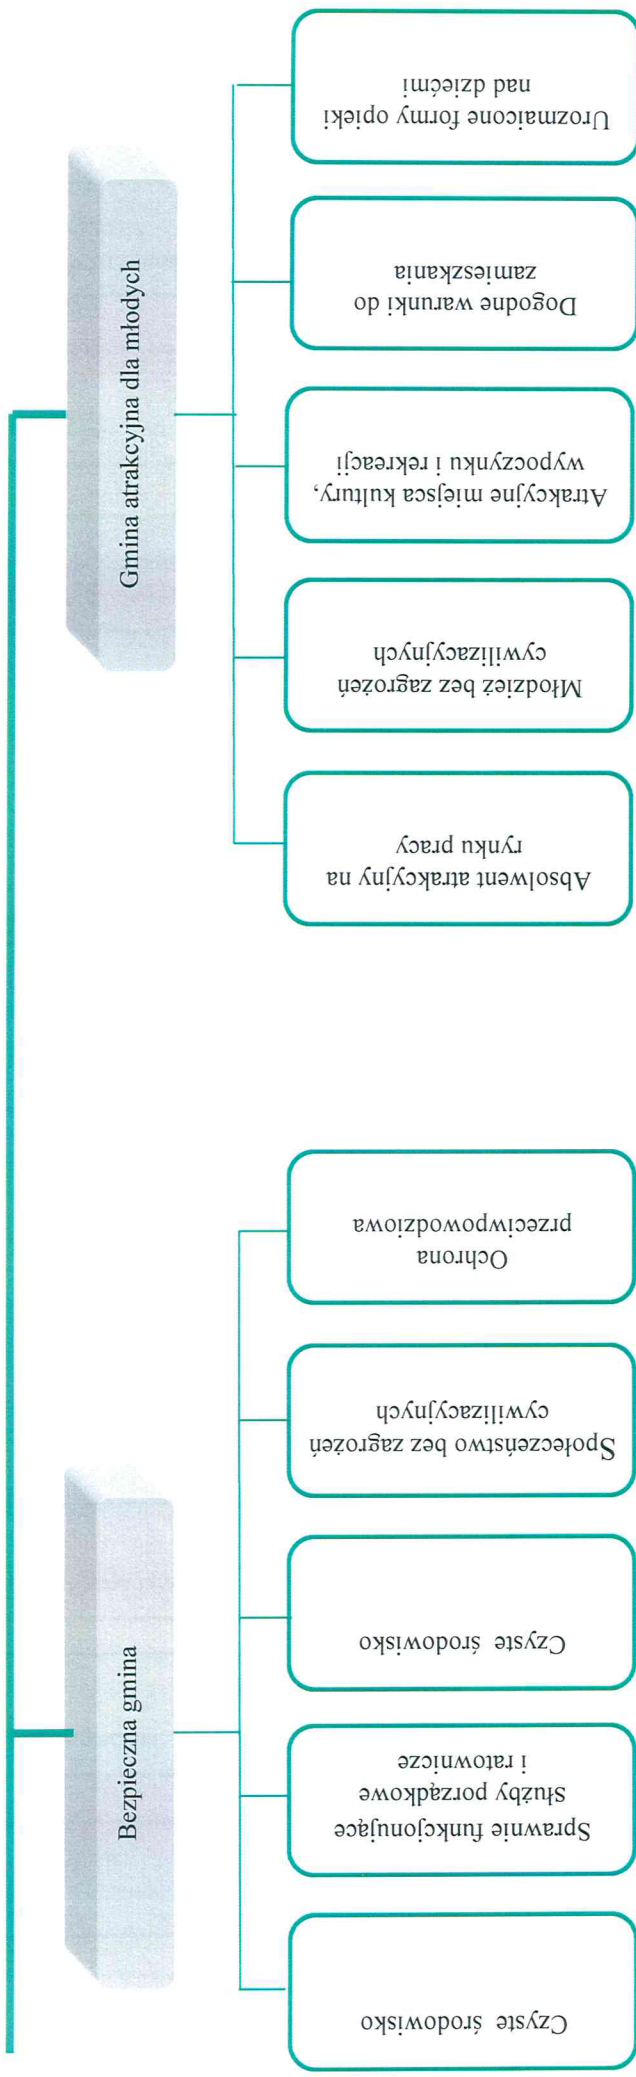 Bezpieczna gmina
Czyste środowisko
Sprawnie funkcjonujące
służby porządkowe
i ratownicze
Czyste środowisko
Społeczeństwo bez zagrożeń
cywilizacyjnych
Ochrona
przeciwpowodziowa
Gmina atrakcyjna dla młodych
Absolwent atrakcyjny na
rynku pracy
Młodzież bez zagrożeń
cywilizacyjnych
Atrakcyjne miejsca kultury,
wypoczynku i rekreacji
Dogodne warunki do
zamieszkania
Urozmaicone formy opieki
nad dziećmi